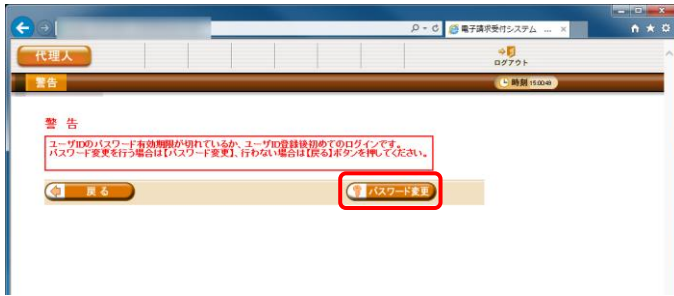 電子請求受付システム ...
代理人
ログアウト
警告
時刻 15:00:49
警 告
ユーザIDのパスワード有効期限が切れているか、ユーザID登録後初めてのログインです。
パスワード変更を行う場合は【パスワード変更】、行わない場合は【戻る】ボタンを押してください。
戻る
パスワード変更